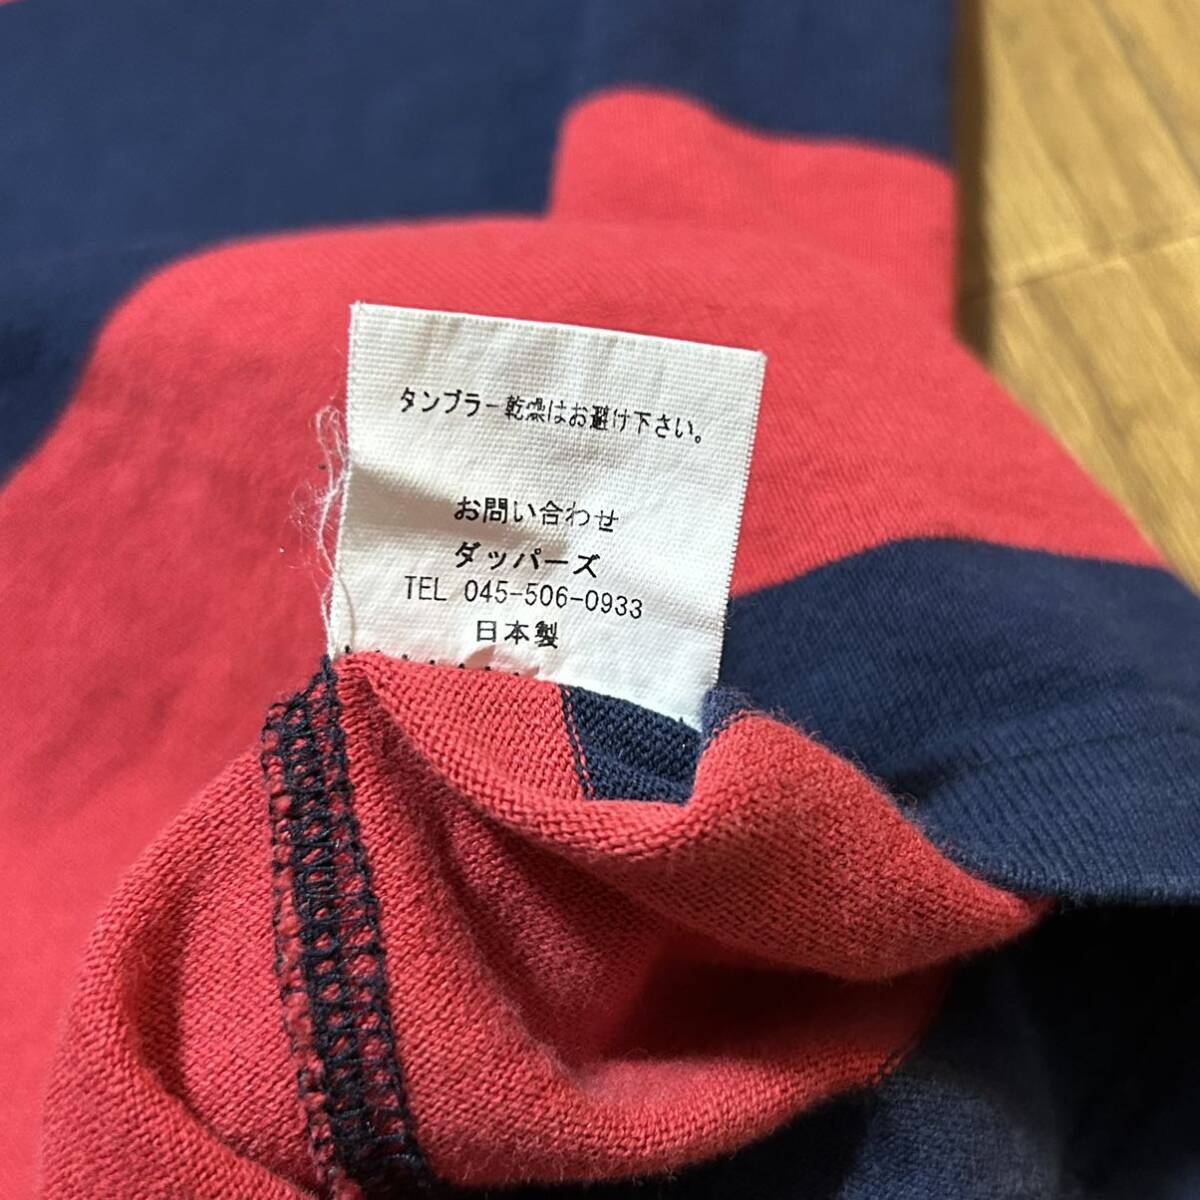 タンブラー乾燥はお避け下さい。
お問い合わせ
ダッパーズ
TEL 045-506-0933
日本製